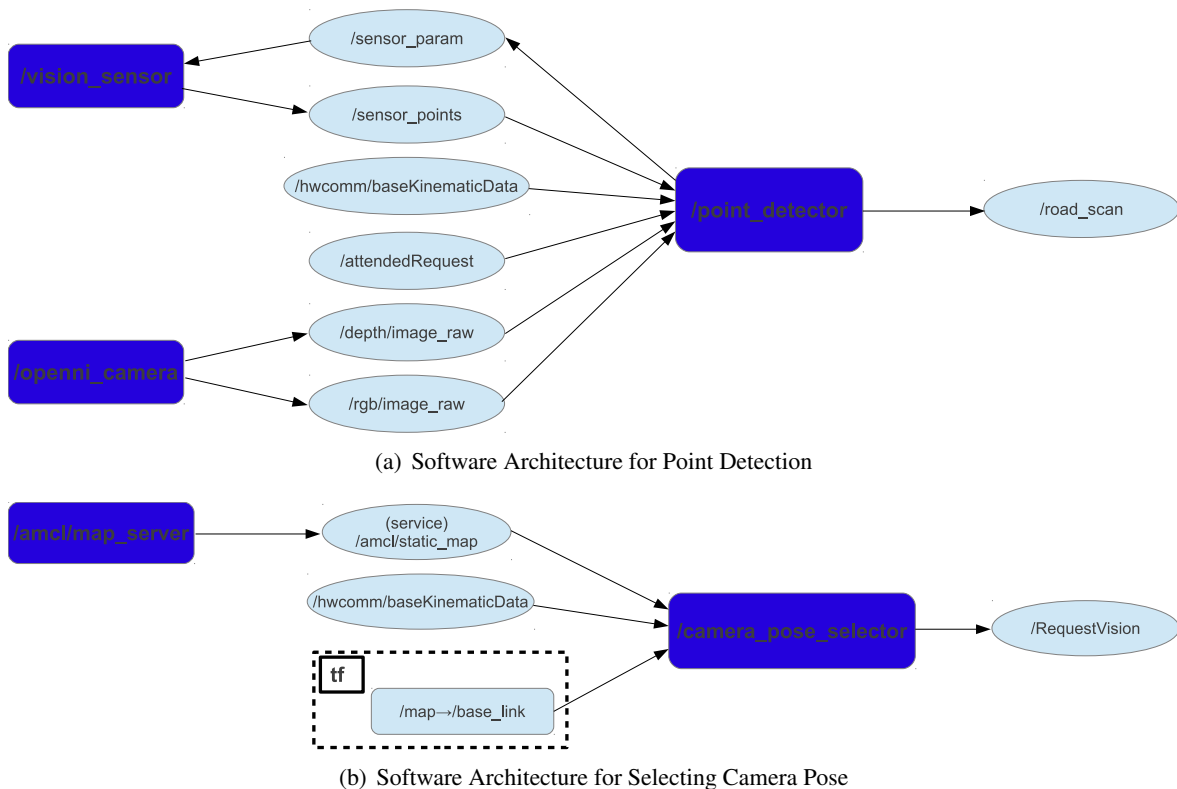 /sensor_param
/vision_sensor
/sensor_points
/hwcomm/baseKinematicData
/point_detector
/road_scan
/attendedRequest
/depth/image_raw
/openni_camera
/rgb/image_raw
(a) Software Architecture for Point Detection
/amcl/map_server
(service)
/amcl/static_map
/hwcomm/baseKinematicData
/camera_pose_selector
/RequestVision
tf
/map→/base_link
(b) Software Architecture for Selecting Camera Pose